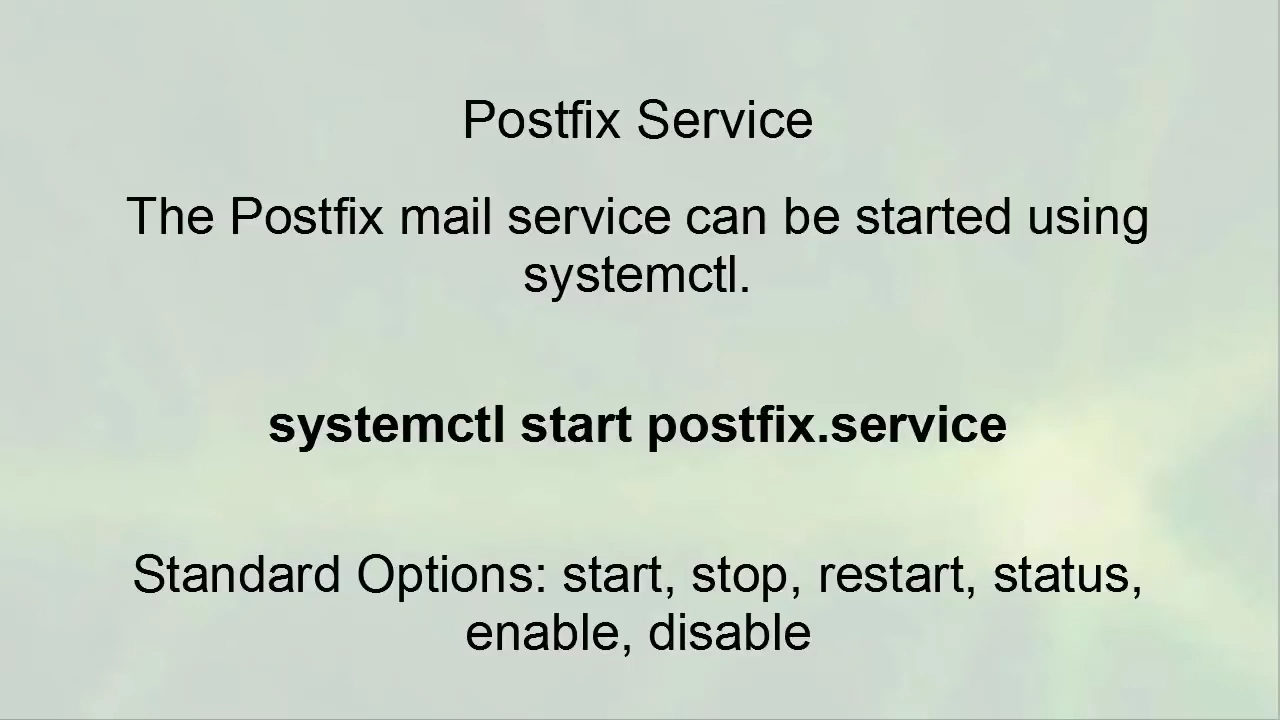 Postfix Service
The Postfix mail service can be started using
systemctl.
systemctl start postfix.service
Standard Options: start, stop, restart, status,
enable, disable